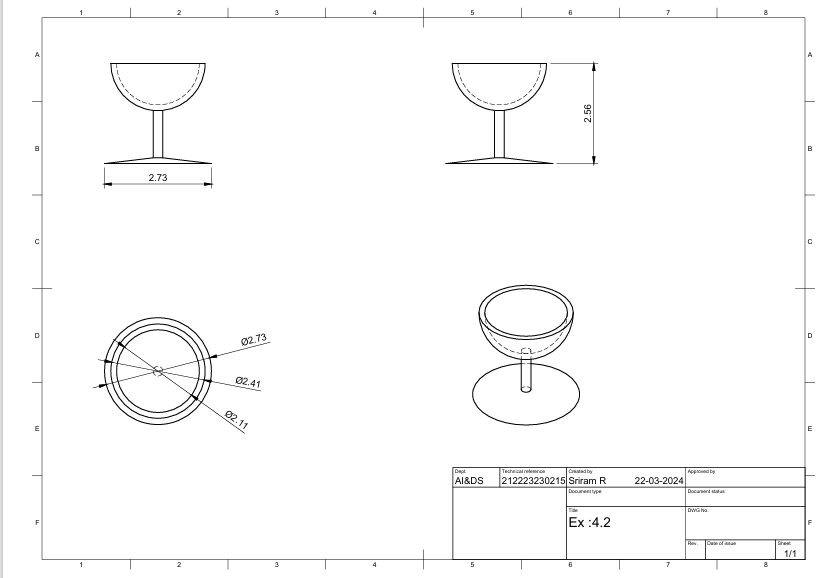 1 2 3 4 5 6 7 8
A A
2.56
B B
2.73
C C
D D
Ø2.73
Ø2.41
Ø2.11
E E
Dept. Technical reference Created by Approved by
AI&DS 212223230215 Sriram R 22-03-2024
Document type Document status
Title DWG No.
Ex :4.2
F F
Rev. Date of issue Sheet
1/1
1 2 3 4 5 6 7 8